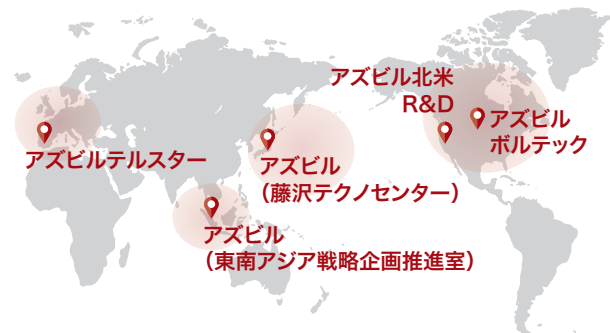 アズビル北米
R&D
アズビル
ボルテック
アズビルテルスター
アズビル
（藤沢テクノセンター）
アズビル
（東南アジア戦略企画推進室）